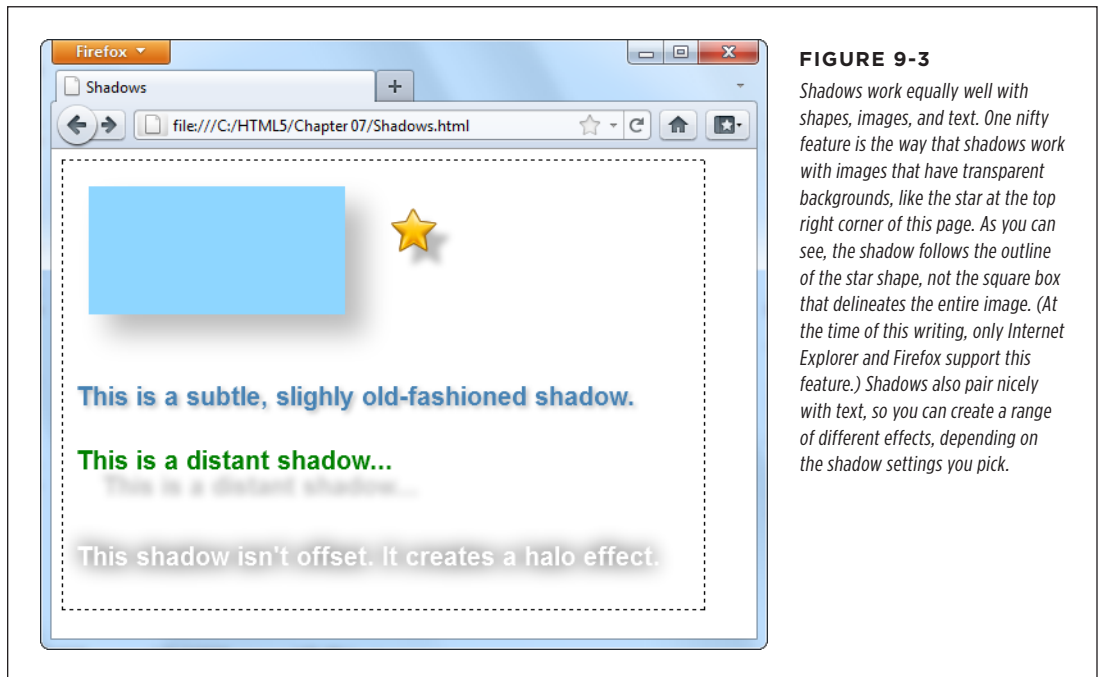 Firefox
Shadows
file:///C:/HTML5/Chapter 07/Shadows.html
This is a subtle, slighly old-fashioned shadow.
This is a distant shadow...
This is a distant shadow...
This shadow isn't offset. It creates a halo effect.
FIGURE 9-3
Shadows work equally well with
shapes, images, and text. One nifty
feature is the way that shadows work
with images that have transparent
backgrounds, like the star at the top
right corner of this page. As you can
see, the shadow follows the outline
of the star shape, not the square box
that delineates the entire image. (At
the time of this writing, only Internet
Explorer and Firefox support this
feature.) Shadows also pair nicely
with text, so you can create a range
of different effects, depending on
the shadow settings you pick.